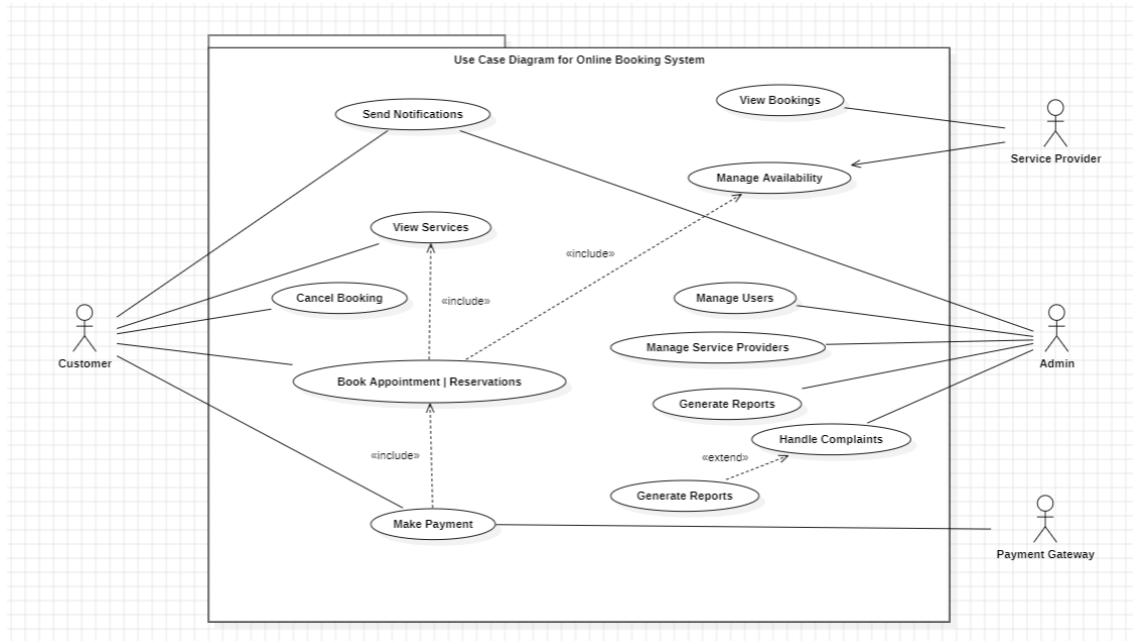 Use Case Diagram for Online Booking System
View Bookings
Send Notifications
Service Provider
Manage Availability
View Services
«include»
Cancel Booking
«include»
Manage Users
Manage Service Providers
Customer
Admin
Book Appointment | Reservations
Generate Reports
Handle Complaints
«include»
«extend»
Generate Reports
Make Payment
Payment Gateway